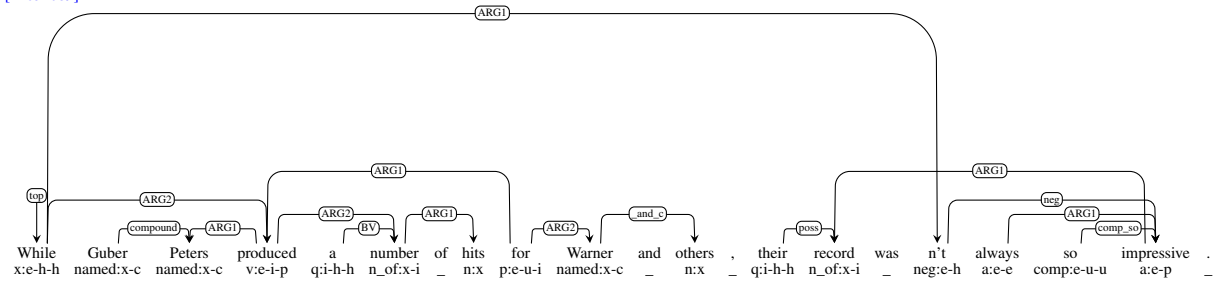 ARG1
ARG1 ARG1
top ARG2 neg
ARG2 ARG1 _and_c ARG1
compound ARG1 BV ARG2 poss comp_so
While Guber Peters produced a number of hits for Warner and others , their record was n't always so impressive .
x:e-h-h named:x-c named:x-c v:e-i-p q:i-h-h n_of:x-i _ n:x p:e-u-i named:x-c _ n:x _ q:i-h-h n_of:x-i _ neg:e-h a:e-e comp:e-u-u a:e-p _